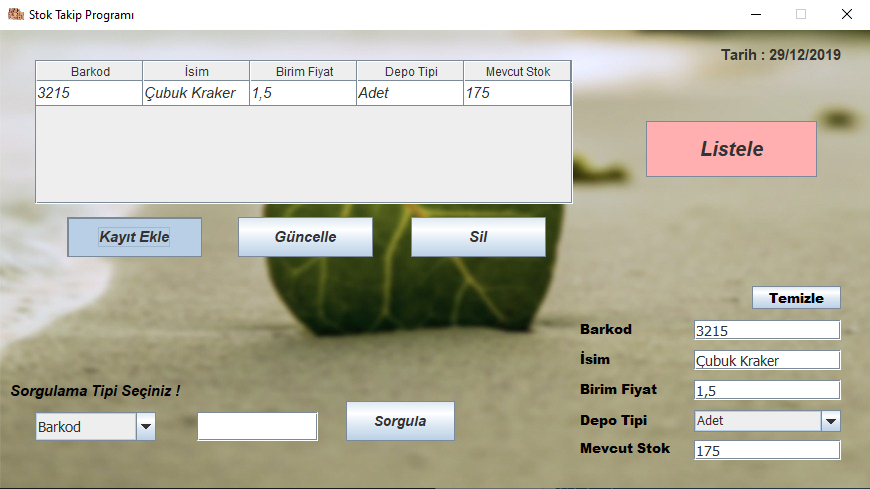 Stok Takip Programı
Tarih : 29/12/2019
Barkod İsim Birim Fiyat Depo Tipi Mevcut Stok
3215 Çubuk Kraker 1,5 Adet 175
Listele
Kayıt Ekle Güncelle Sil
Temizle
Barkod 3215
İsim Çubuk Kraker
Birim Fiyat 1,5
Depo Tipi Adet
Mevcut Stok 175
Sorgulama Tipi Seçiniz !
Barkod Sorgula